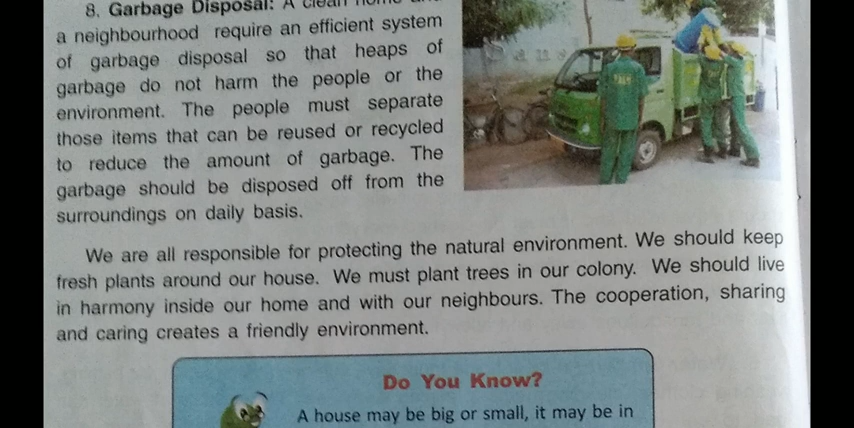 8. Garbage Disposal: A clean home and
a neighbourhood require an efficient system
of garbage disposal so that heaps of
garbage do not harm the people or the
environment. The people must separate
those items that can be reused or recycled
to reduce the amount of garbage. The
garbage should be disposed off from the
surroundings on daily basis.
We are all responsible for protecting the natural environment. We should keep
fresh plants around our house. We must plant trees in our colony. We should live
in harmony inside our home and with our neighbours. The cooperation, sharing
and caring creates a friendly environment.
Do You Know?
A house may be big or small, it may be in